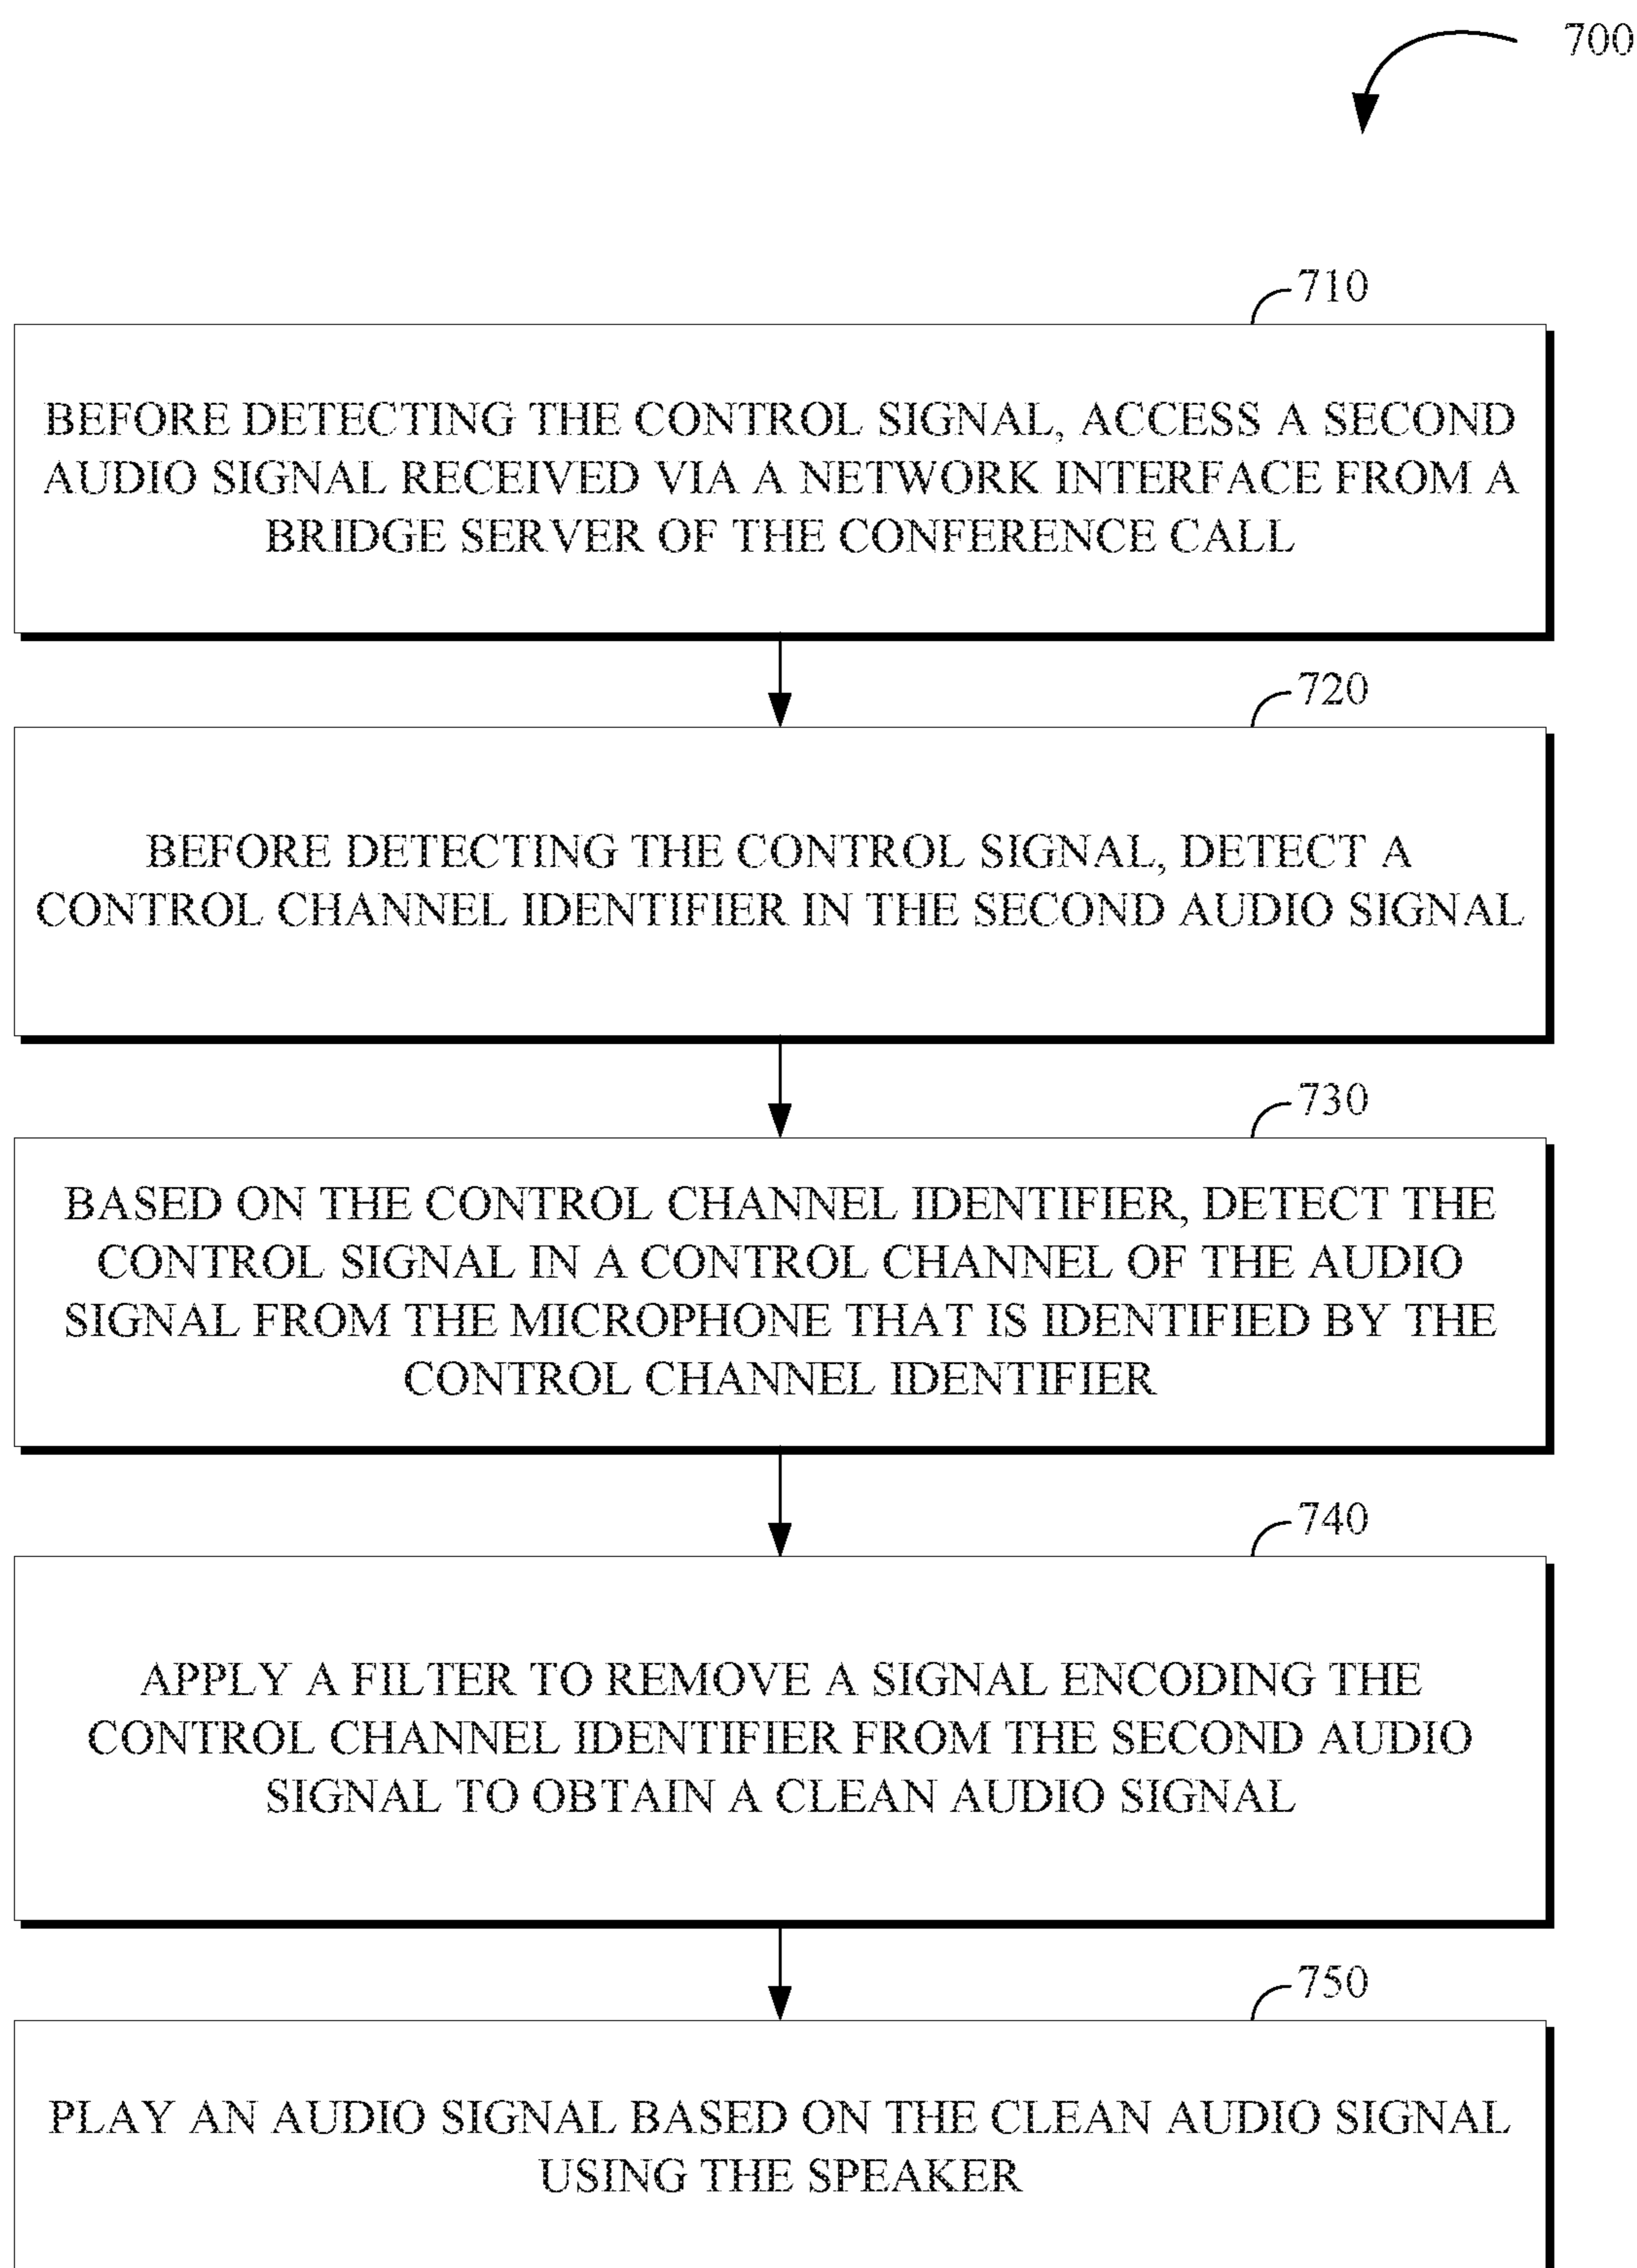 700
710
BEFORE DETECTING THE CONTROL SIGNAL, ACCESS A SECOND
AUDIO SIGNAL RECEIVED VIA A NETWORK INTERFACE FROM A
BRIDGE SERVER OF THE CONFERENCE CALL
720
BEFORE DETECTING THE CONTROL SIGNAL, DETECT A
CONTROL CHANNEL IDENTIFIER IN THE SECOND AUDIO SIGNAL
730
BASED ON THE CONTROL CHANNEL IDENTIFIER, DETECT THE
CONTROL SIGNAL IN A CONTROL CHANNEL OF THE AUDIO
SIGNAL FROM THE MICROPHONE THAT IS IDENTIFIED BY THE
CONTROL CHANNEL IDENTIFIER
740
APPLY A FILTER TO REMOVE A SIGNAL ENCODING THE
CONTROL CHANNEL IDENTIFIER FROM THE SECOND AUDIO
SIGNAL TO OBTAIN A CLEAN AUDIO SIGNAL
750
PLAY AN AUDIO SIGNAL BASED ON THE CLEAN AUDIO SIGNAL
USING THE SPEAKER